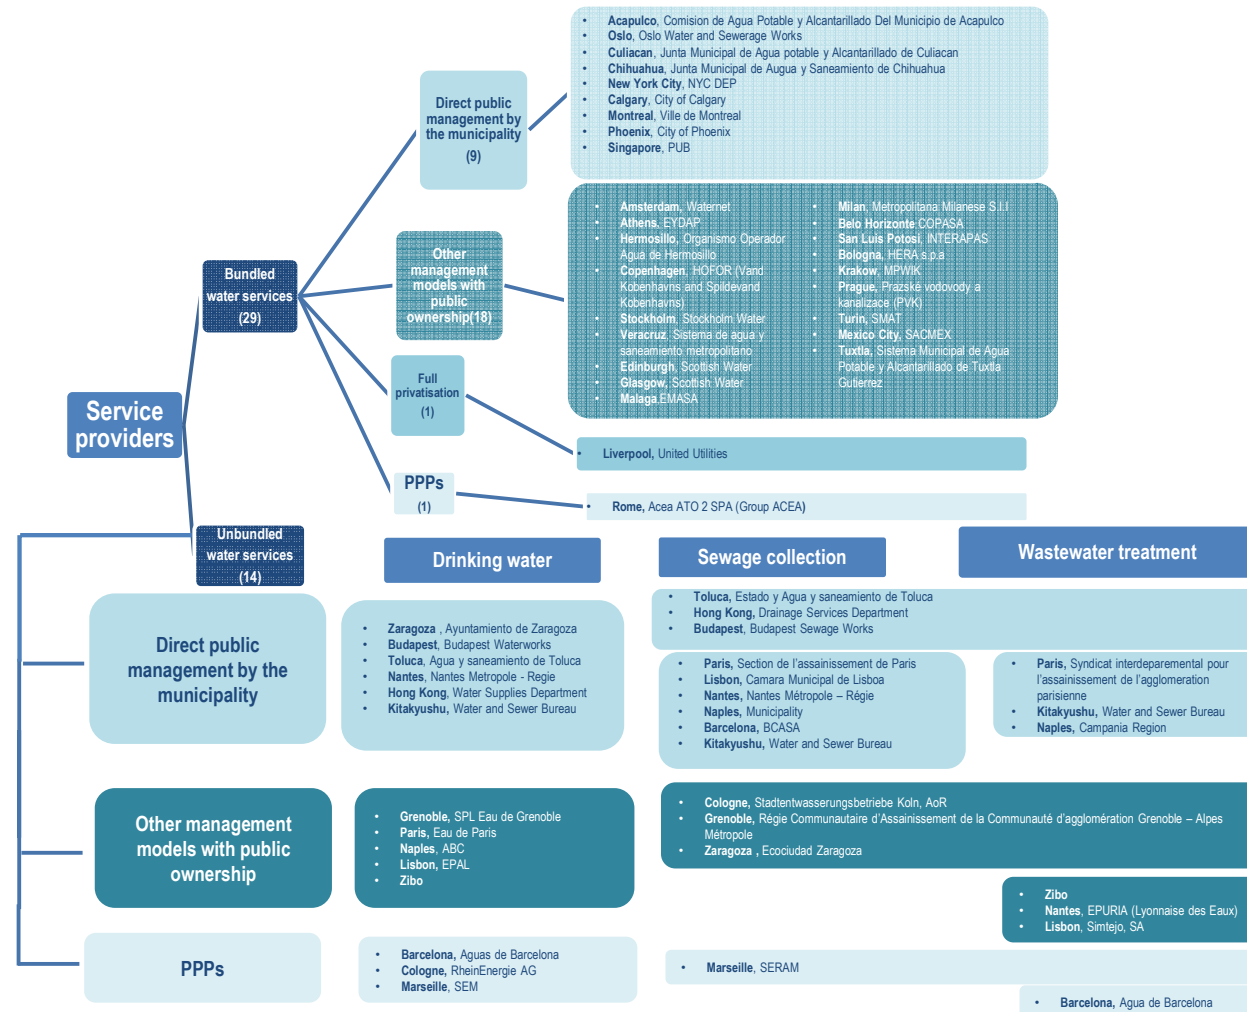 Service
providers
Bundled
water services
(29)
Direct public
management by
the municipality
(9)
• Acapulco, Comision de Agua Potable y Alcantarillado Del Municipio de Acapulco
• Oslo, Oslo Water and Sewerage Works
• Culiacan, Junta Municipal de Agua potable y Alcantarillado de Culiacan
• Chihuahua, Junta Municipal de Augua y Saneamiento de Chihuahua
• New York City, NYC DEP
• Calgary, City of Calgary
• Montreal, Ville de Montreal
• Phoenix, City of Phoenix
• Singapore, PUB
Other
management
models with
public
ownership(18)
• Amsterdam, Waternet
• Athens, EYDAP
• Hermosillo, Organismo Operador
Agua de Hermosillo
• Copenhagen, HOFOR (Vand
Kobenhavns and Spildevand
Kobenhavns)
• Stockholm, Stockholm Water
• Veracruz, Sistema de agua y
saneamiento metropolitano
• Edinburgh, Scottish Water
• Glasgow, Scottish Water
• Malaga,EMASA
• Milan, Metropolitana Milanese S.I.I
• Belo Horizonte COPASA
• San Luis Potosi, INTERAPAS
• Bologna, HERA s.p.a
• Krakow, MPWIK
• Prague, Prazské vodovody a
kanalizace (PVK)
• Turin, SMAT
• Mexico City, SACMEX
• Tuxtla, Sistema Municipal de Agua
Potable y Alcantarillado de Tuxtla
Gutierrez
Full
privatisation
(1)
• Liverpool, United Utilities
PPPs
(1)
• Rome, Acea ATO 2 SPA (Group ACEA)
Unbundled
water services
(14)
Drinking water
Sewage collection
Wastewater treatment
Direct public
management by the
municipality
• Zaragoza , Ayuntamiento de Zaragoza
• Budapest, Budapest Waterworks
• Toluca, Agua y saneamiento de Toluca
• Nantes, Nantes Metropole - Regie
• Hong Kong, Water Supplies Department
• Kitakyushu, Water and Sewer Bureau
• Toluca, Estado y Agua y saneamiento de Toluca
• Hong Kong, Drainage Services Department
• Budapest, Budapest Sewage Works
• Paris, Section de l'assainissement de Paris
• Lisbon, Camara Municipal de Lisboa
• Nantes, Nantes Métropole – Régie
• Naples, Municipality
• Barcelona, BCASA
• Kitakyushu, Water and Sewer Bureau
• Paris, Syndicat interdeparemental pour
l'assainissement de l'agglomeration
parisienne
• Kitakyushu, Water and Sewer Bureau
• Naples, Campania Region
Other management
models with public
ownership
• Grenoble, SPL Eau de Grenoble
• Paris, Eau de Paris
• Naples, ABC
• Lisbon, EPAL
• Zibo
• Cologne, Stadtentwasserungsbetriebe Koln, AoR
• Grenoble, Régie Communautaire d'Assainissement de la Communauté d'agglomération Grenoble – Alpes
Métropole
• Zaragoza , Ecociudad Zaragoza
• Zibo
• Nantes, EPURIA (Lyonnaise des Eaux)
• Lisbon, Simtejo, SA
PPPs
• Barcelona, Aguas de Barcelona
• Cologne, RheinEnergie AG
• Marseille, SEM
• Marseille, SERAM
• Barcelona, Agua de Barcelona